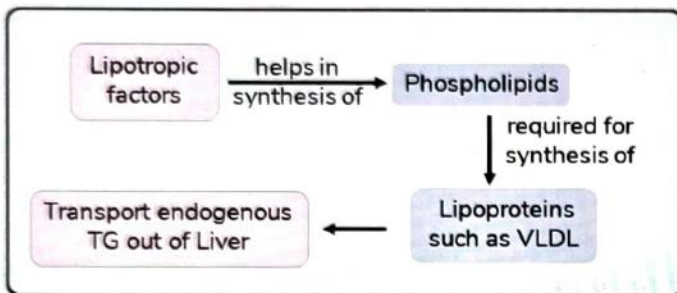 Lipotropic
factors
helps in
synthesis of
Phospholipids
required for
synthesis of
Lipoproteins
such as VLDL
Transport endogenous
TG out of Liver